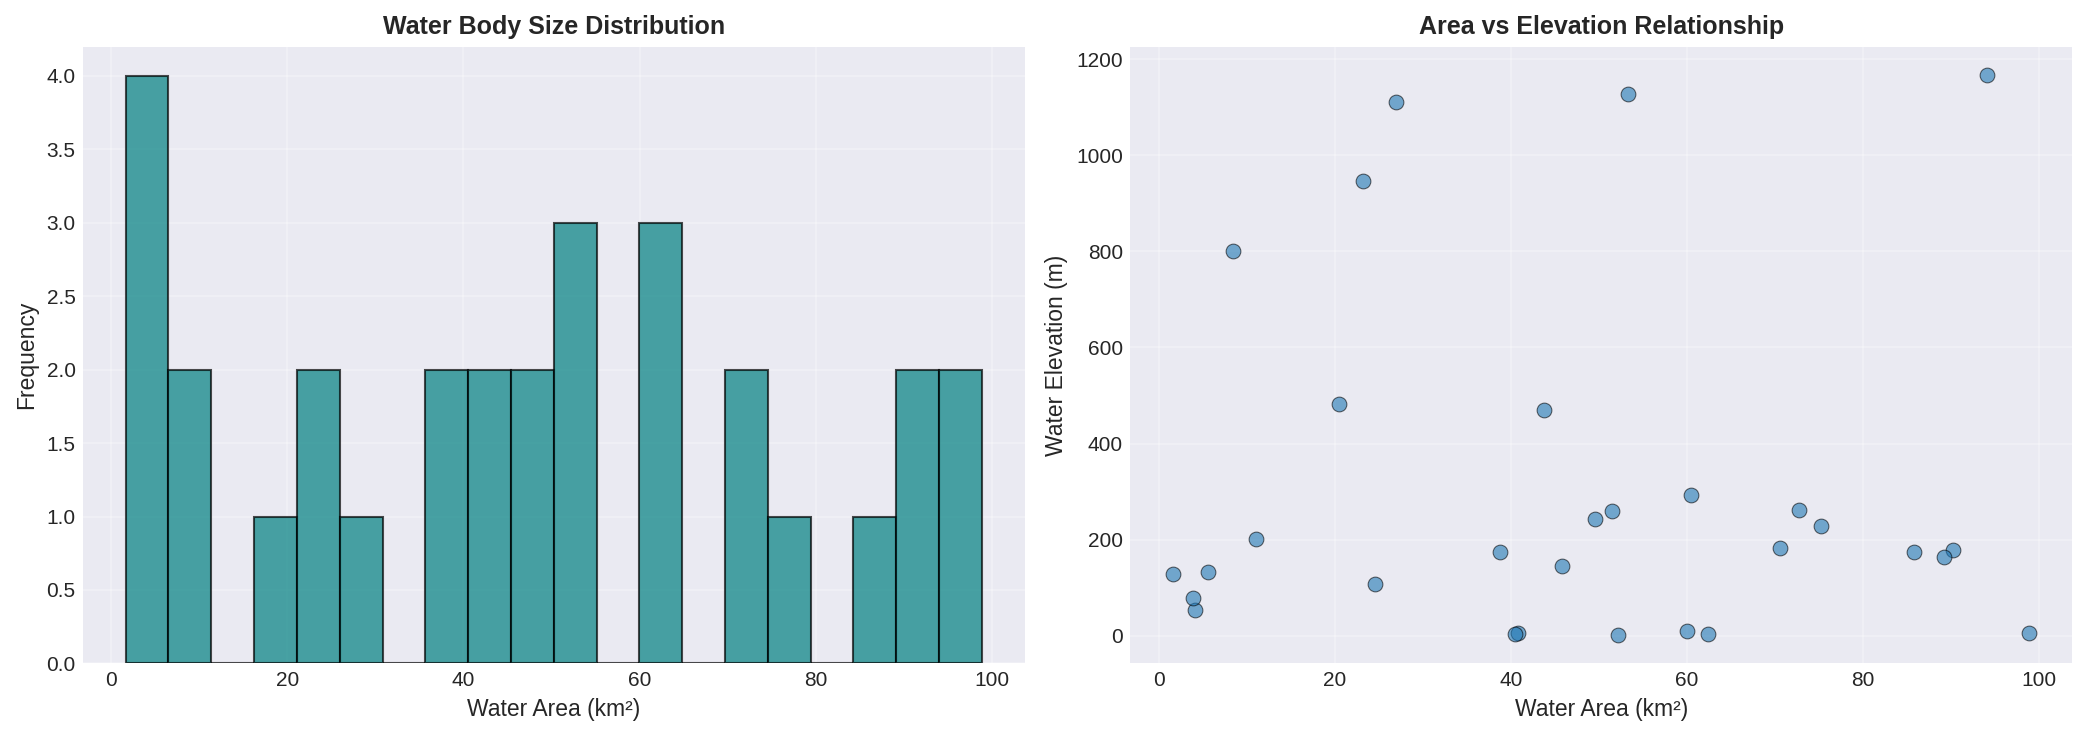 Water Body Size Distribution
4.0
3.5
3.0
2.5
2.0
1.5
1.0
0.5
0.0
Frequency
0 20 40 60 80 100
Water Area (km²)
Area vs Elevation Relationship
1200
1000
800
600
400
200
0
Water Elevation (m)
0 20 40 60 80 100
Water Area (km²)